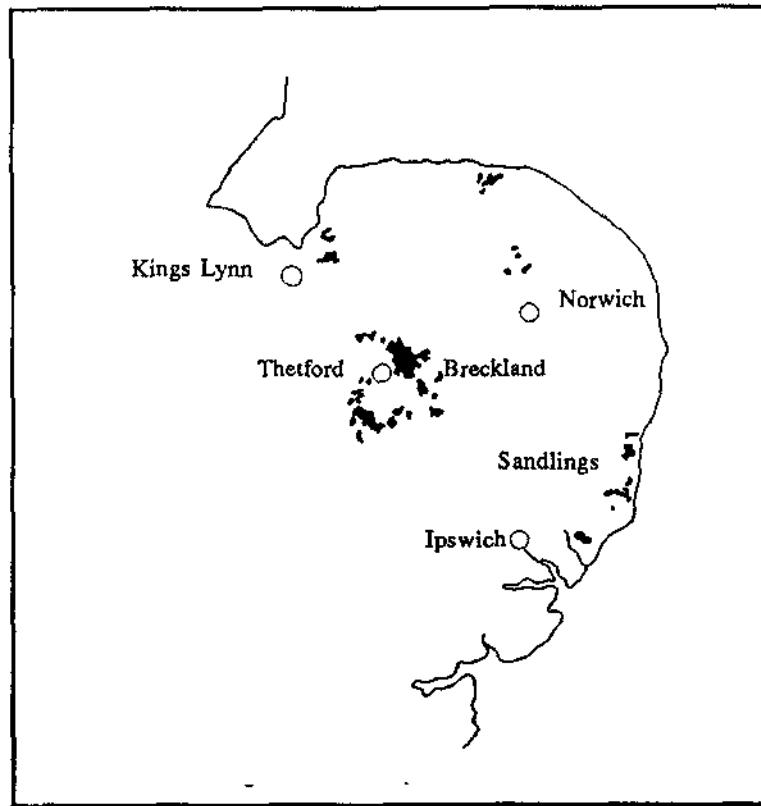 Kings Lynn
Norwich
Thetford
Breckland
Sandlings
Ipswich